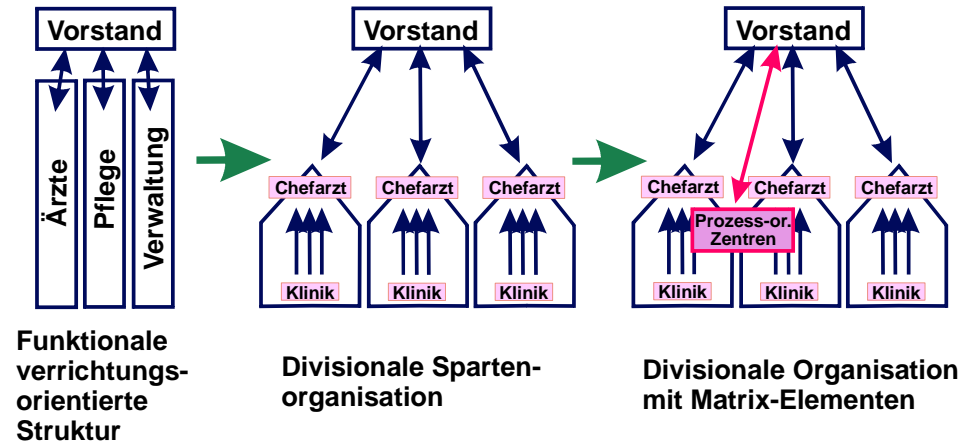 Vorstand
Ärzte
Pflege
Verwaltung
Funktionale
verrichtungs-
orientierte
Struktur
Vorstand
Chefarzt
Chefarzt
Chefarzt
Klinik
Klinik
Klinik
Divisionale Sparten-
organisation
Vorstand
Chefarzt
Chefarzt
Chefarzt
Prozess-or.
Zentren
Klinik
Klinik
Klinik
Divisionale Organisation
mit Matrix-Elementen